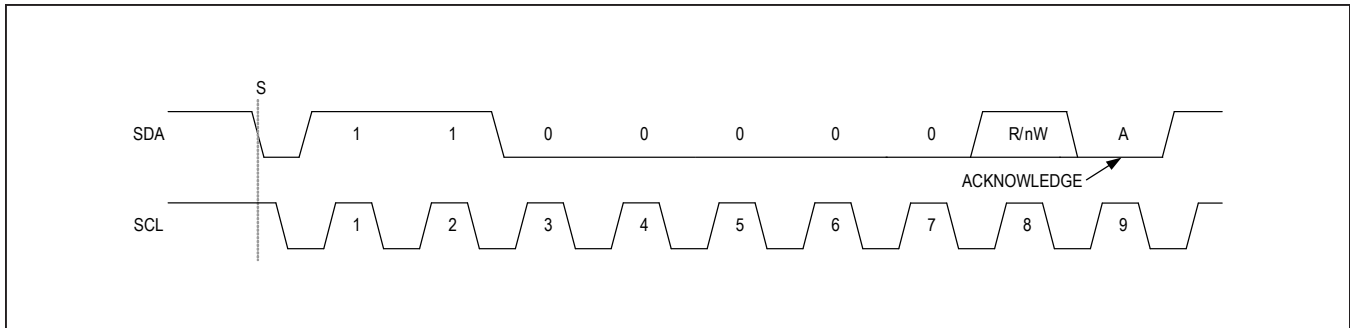 S
SDA 1 1 0 0 0 0 0 R/nW A
ACKNOWLEDGE
SCL 1 2 3 4 5 6 7 8 9